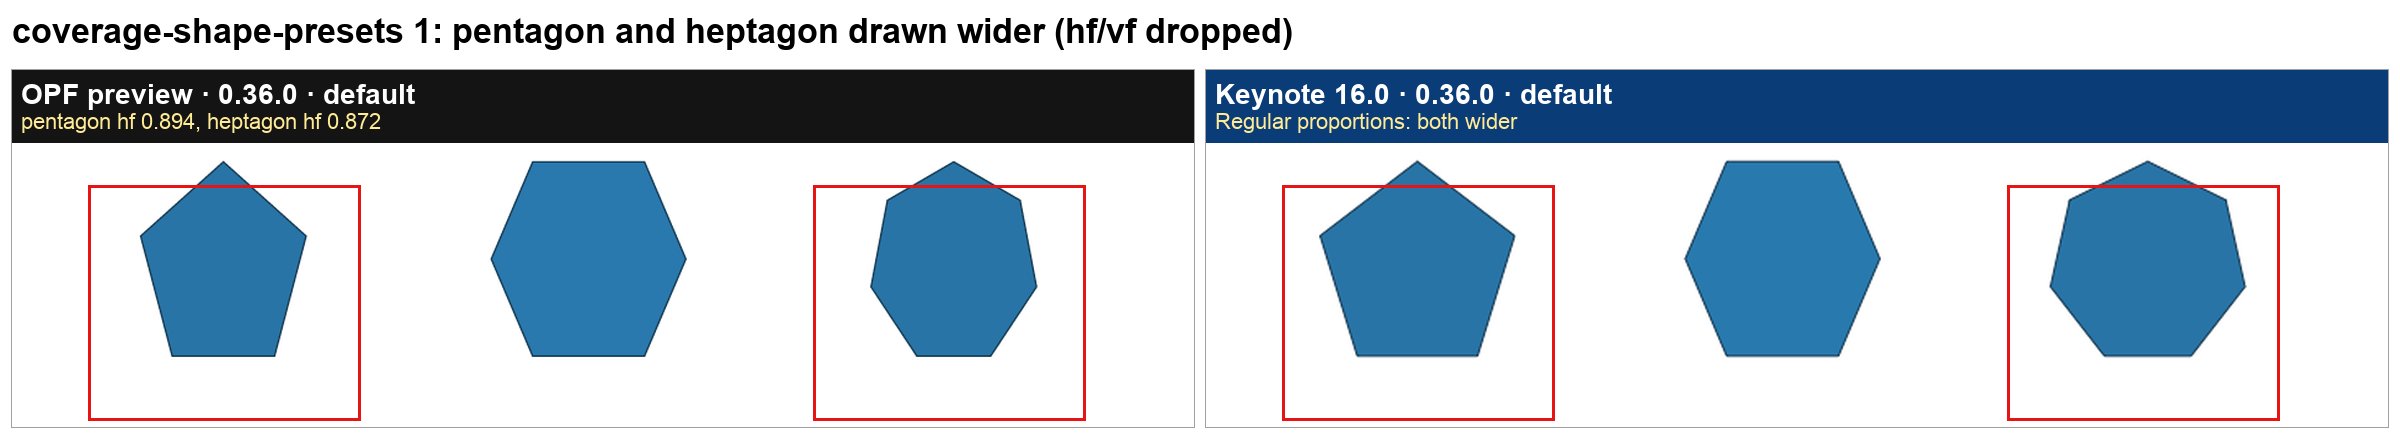 coverage-shape-presets 1: pentagon and heptagon drawn wider (hf/vf dropped)
OPF preview · 0.36.0 · default
pentagon hf 0.894, heptagon hf 0.872
Keynote 16.0 · 0.36.0 · default
Regular proportions: both wider